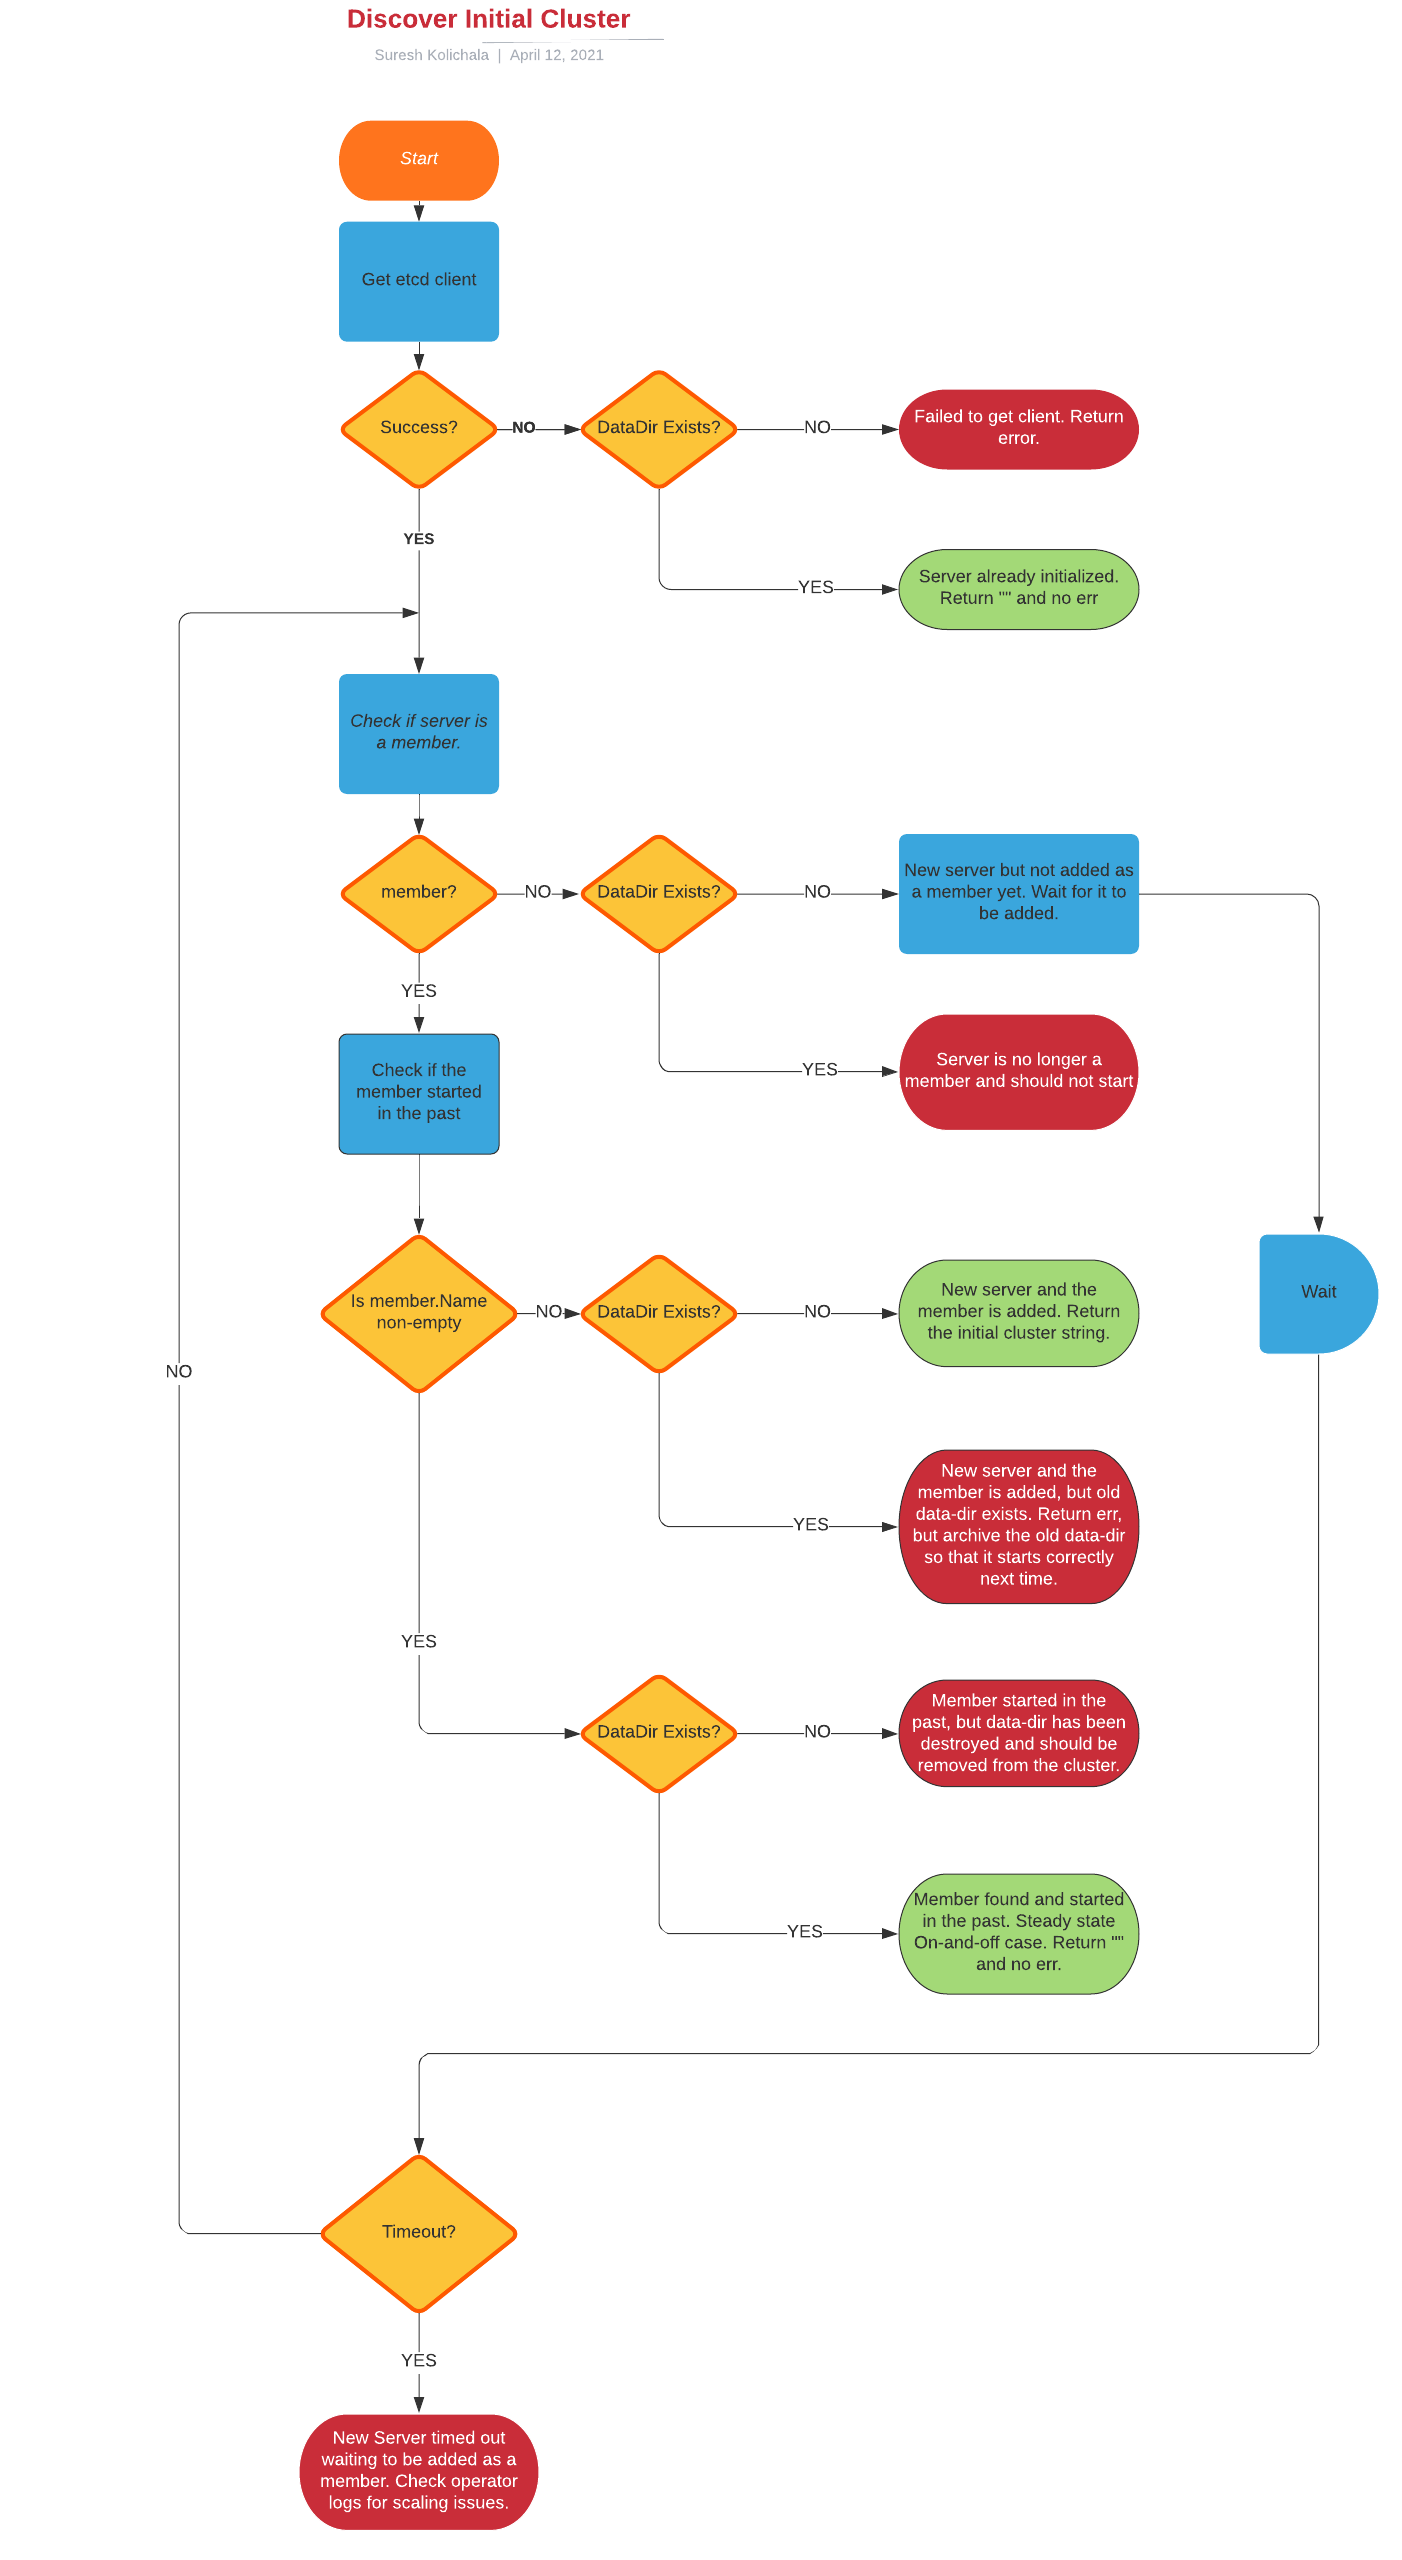 Discover Initial Cluster
Suresh Kolichala | April 12, 2021
Start
Get etcd client
Success?
NO
DataDir Exists?
NO
Failed to get client. Return
error.
YES
YES
Server already initialized.
Return "" and no err
Check if server is
a member.
member?
NO
DataDir Exists?
NO
New server but not added as
a member yet. Wait for it to
be added.
YES
YES
Server is no longer a
member and should not start
Check if the
member started
in the past
Is member.Name
non-empty
NO
DataDir Exists?
NO
New server and the
member is added. Return
the initial cluster string.
Wait
NO
YES
New server and the
member is added, but old
data-dir exists. Return err,
but archive the old data-dir
so that it starts correctly
next time.
YES
DataDir Exists?
NO
Member started in the
past, but data-dir has been
destroyed and should be
removed from the cluster.
YES
Member found and started
in the past. Steady state
On-and-off case. Return ""
and no err.
Timeout?
YES
New Server timed out
waiting to be added as a
member. Check operator
logs for scaling issues.